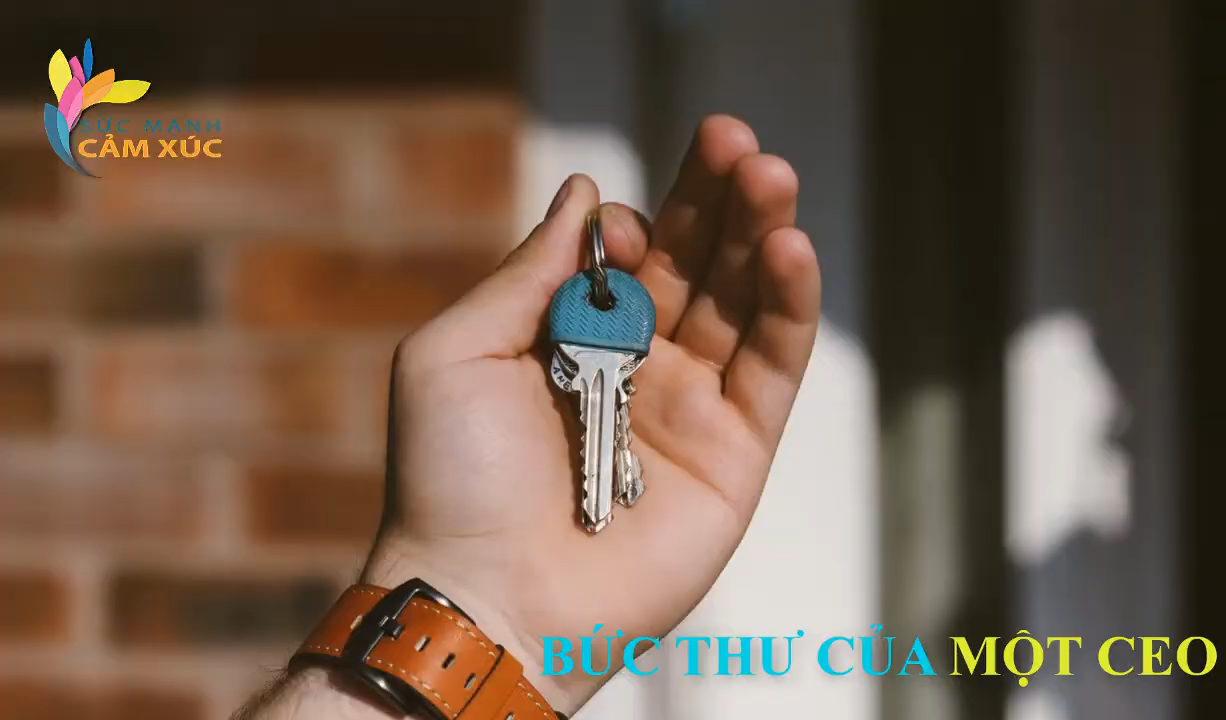 SỨC MẠNH
CẢM XÚC
BỨC THƯ CỦA MỘT CEO